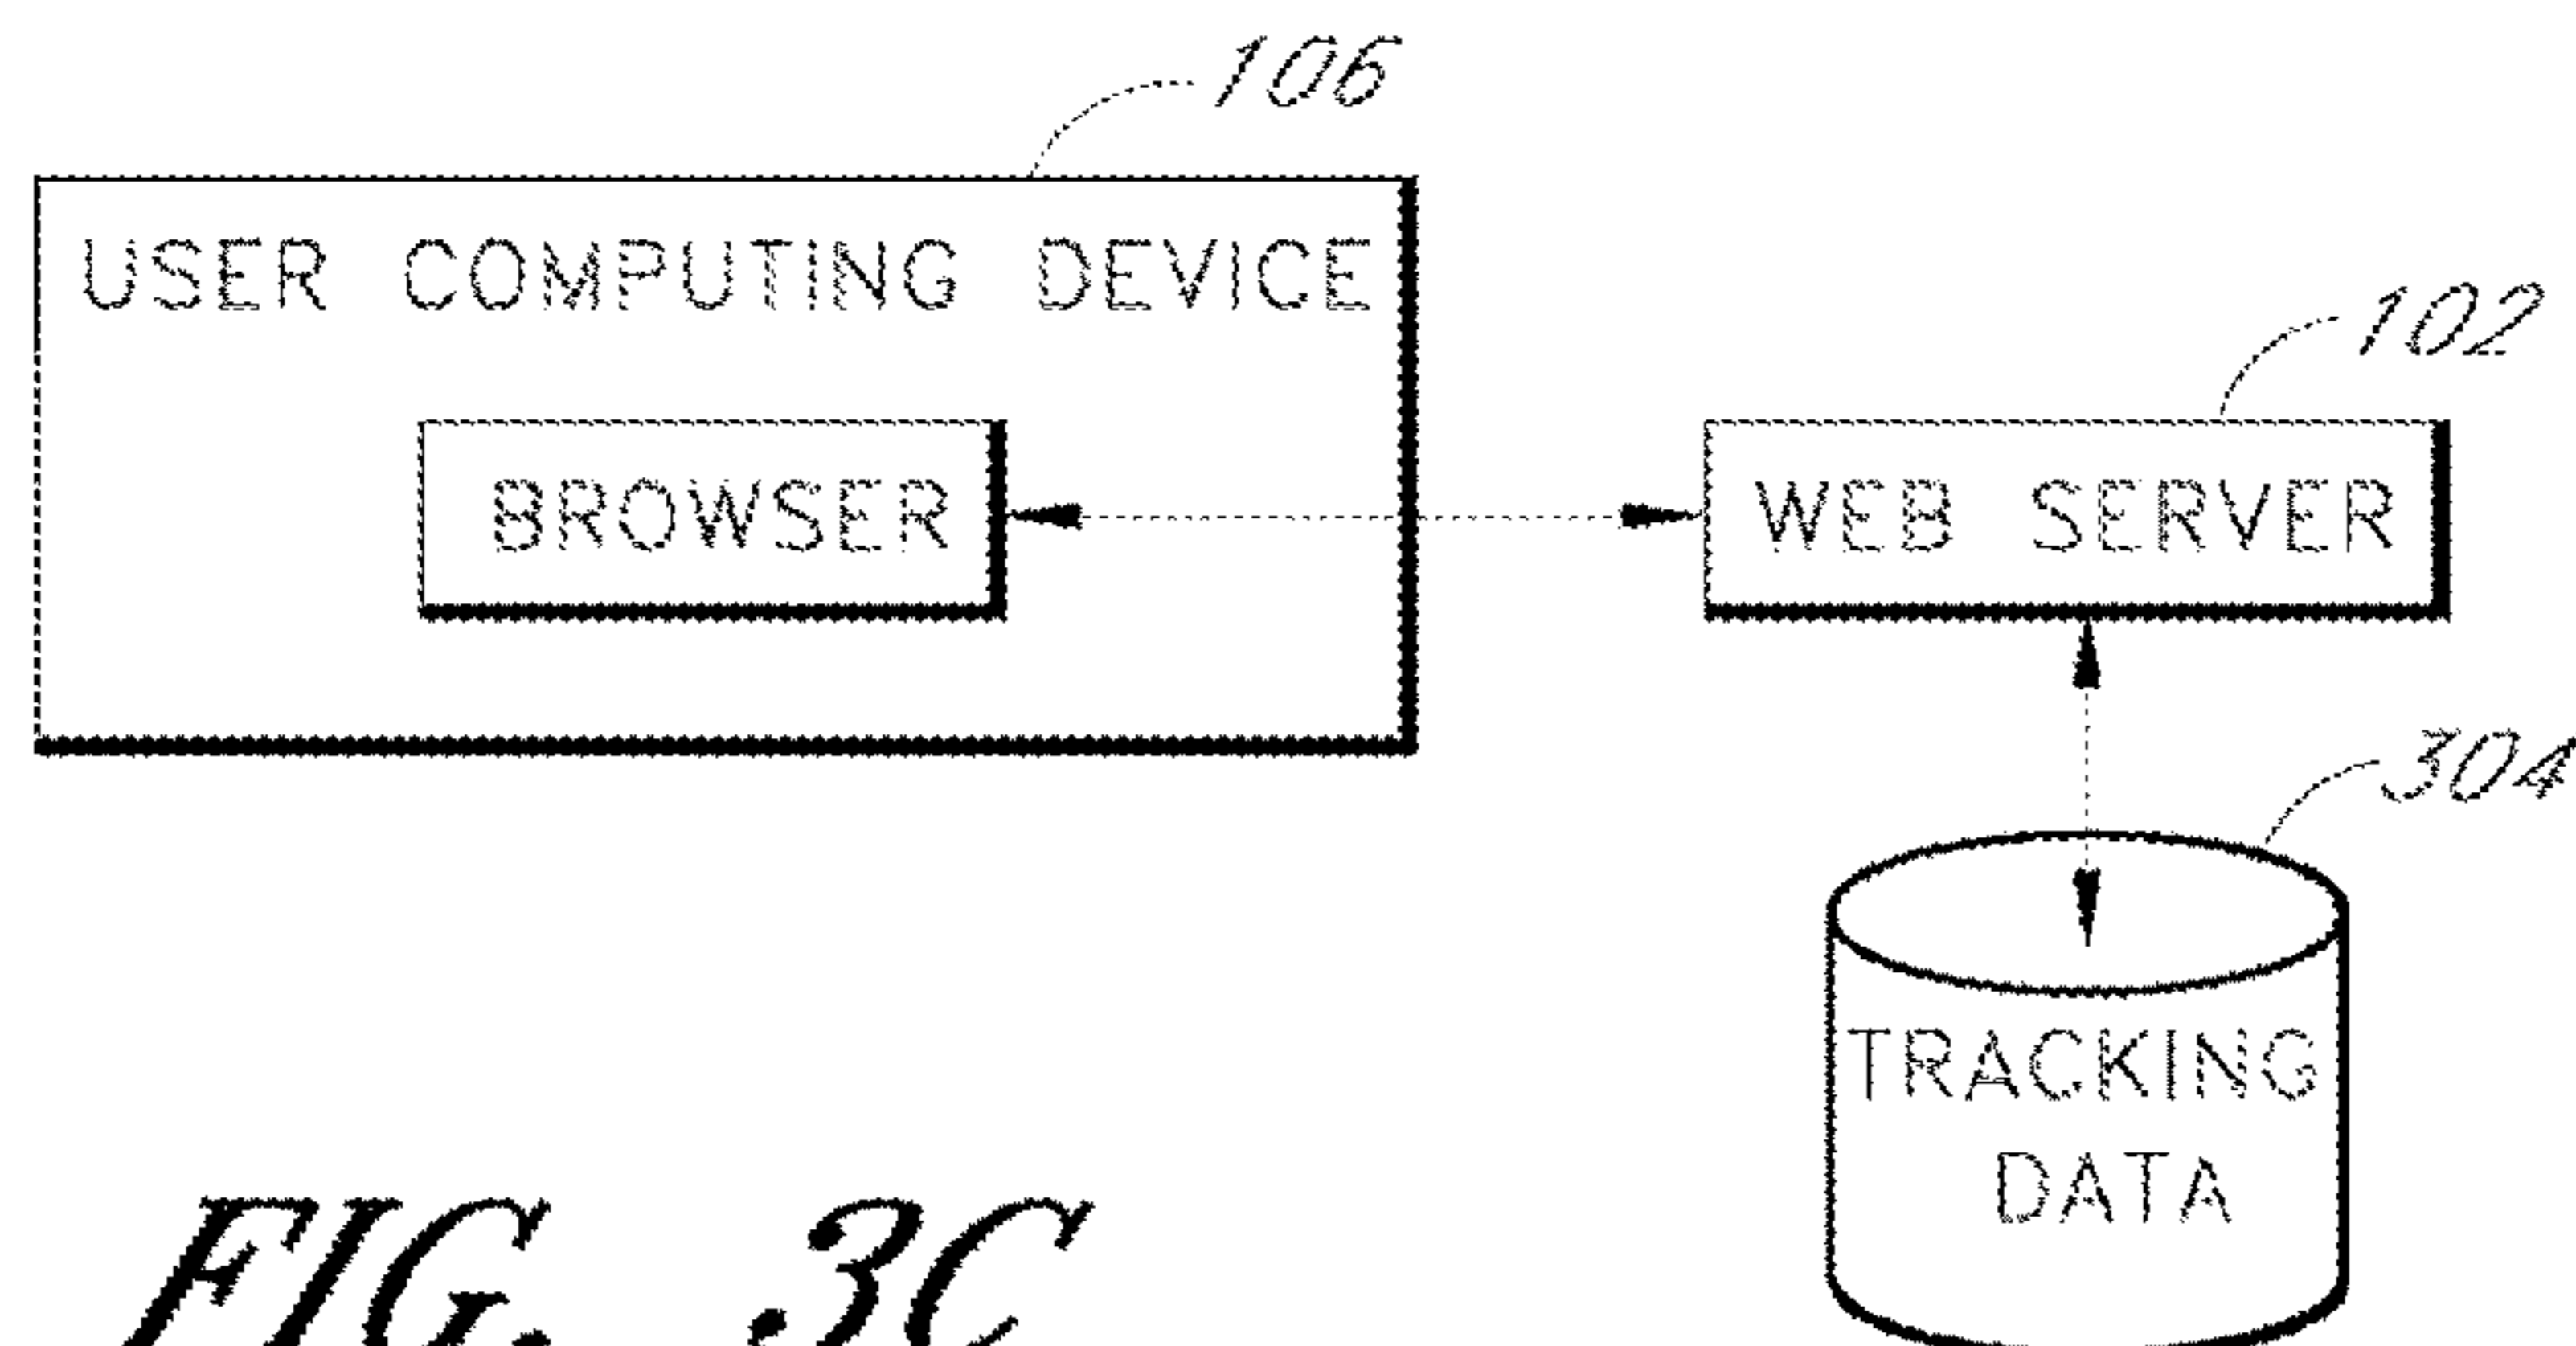 106
USER COMPUTING DEVICE
102
BROWSER
WEB SERVER
304
TRACKING
DATA
FIG. 3C